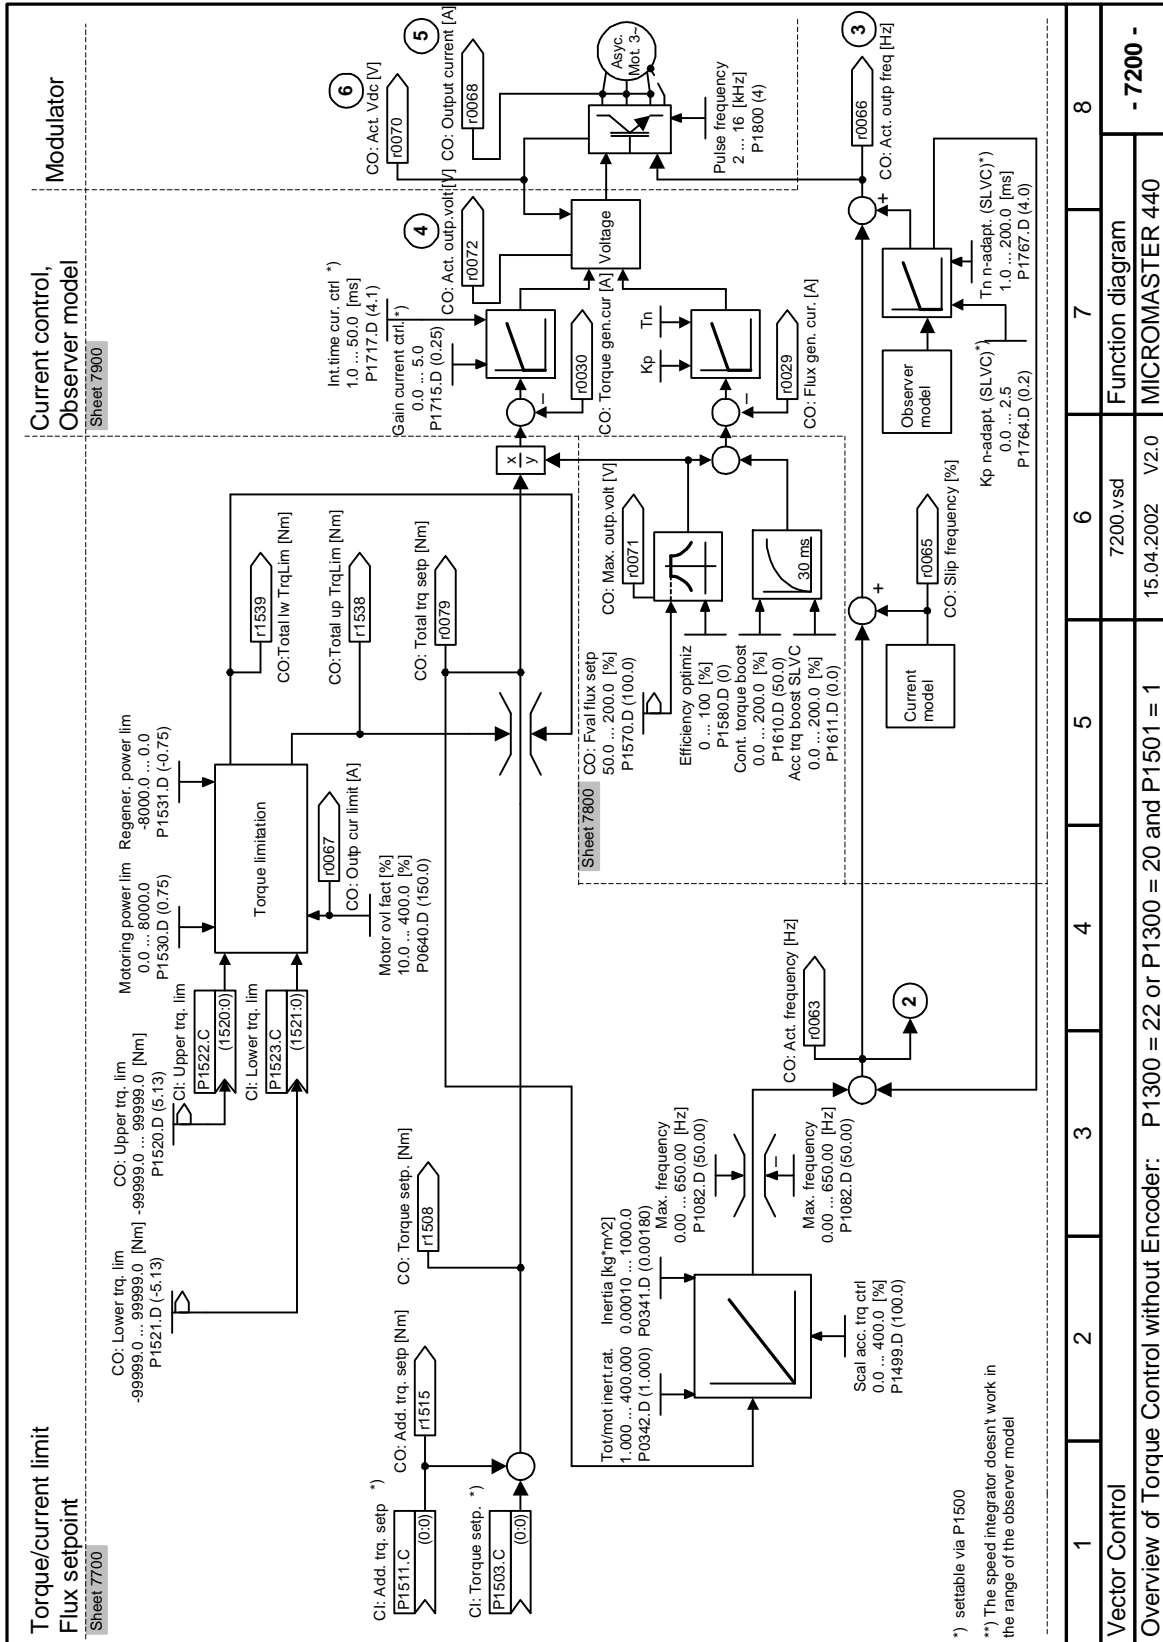 Torque/current limit
Flux setpoint
Sheet 7700
Current control,
Observer model
Sheet 7900
Modulator
CO: Lower trq. lim
-99999.0 ... 99999.0 [Nm]
P1521.D (-5.13)
CO: Upper trq. lim
-99999.0 ... 99999.0 [Nm]
P1520.D (5.13)
CI: Upper trq. lim
P1522.C
(1520:0)
CI: Lower trq. lim
P1523.C
(1521:0)
Motoring power lim
0.0 ... 8000.0
P1530.D (0.75)
Regener. power lim
-8000.0 ... 0.0
P1531.D (-0.75)
Torque limitation
r0067
CO: Outp cur limit [A]
Motor ovl fact [%]
10.0 ... 400.0 [%]
P0640.D (150.0)
r1539
CO:Total lw TrqLim [Nm]
r1538
CO:Total up TrqLim [Nm]
CO: Total trq setp [Nm]
r0079
CI: Add. trq. setp *)
P1511.C
(0:0)
CO: Add. trq. setp [Nm]
r1515
CI: Torque setp. *)
P1503.C
(0:0)
CO: Torque setp. [Nm]
r1508
x
y
Int.time cur. ctrl *)
1.0 ... 50.0 [ms]
P1717.D (4.1)
Gain current ctrl. *)
0.0 ... 5.0
P1715.D (0.25)
–
r0030
CO: Torque gen.cur [A]
Kp
Tn
–
r0029
CO: Flux gen. cur. [A]
6
CO: Act. Vdc [V]
r0070
5
CO: Output current [A]
r0068
4
CO: Act. outp.volt [V]
r0072
Voltage
Asyc.
Mot. 3~
Pulse frequency
2 ... 16 [kHz]
P1800 (4)
3
r0066
CO: Act. outp freq [Hz]
Sheet 7800
CO: Fval flux setp
50.0 ... 200.0 [%]
P1570.D (100.0)
CO: Max. outp.volt [V]
r0071
Efficiency optimiz
0 ... 100 [%]
P1580.D (0)
Cont. torque boost
0.0 ... 200.0 [%]
P1610.D (50.0)
Acc trq boost SLVC
0.0 ... 200.0 [%]
P1611.D (0.0)
30 ms
Tot/mot inert.rat.
1.000 ... 400.000
P0342.D (1.000)
Inertia [kg*m^2]
0.00010 ... 1000.0
P0341.D (0.00180)
Scal acc. trq ctrl
0.0 ... 400.0 [%]
P1499.D (100.0)
Max. frequency
0.00 ... 650.00 [Hz]
P1082.D (50.00)
–
Max. frequency
0.00 ... 650.00 [Hz]
P1082.D (50.00)
CO: Act. frequency [Hz]
r0063
2
Current
model
+
r0065
CO: Slip frequency [%]
Observer
model
+
Kp n-adapt. (SLVC)*)
0.0 ... 2.5
P1764.D (0.2)
Tn n-adapt. (SLVC)*)
1.0 ... 200.0 [ms]
P1767.D (4.0)
*) settable via P1500
**) The speed integrator doesn't work in
the range of the observer model
1
2
3
4
5
6
7
8
Vector Control
7200.vsd
Function diagram
- 7200 -
Overview of Torque Control without Encoder: P1300 = 22 or P1300 = 20 and P1501 = 1
15.04.2002 V2.0
MICROMASTER 440